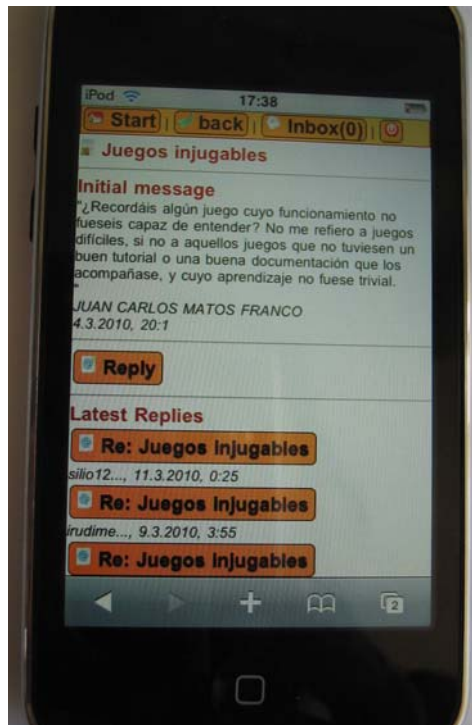 iPod 17:38
Start | back | Inbox(0) |
Juegos injugables
Initial message
"¿Recordáis algún juego cuyo funcionamiento no
fueseis capaz de entender? No me refiero a juegos
difíciles, si no a aquellos juegos que no tuviesen un
buen tutorial o una buena documentación que los
acompañase, y cuyo aprendizaje no fuese trivial.
"
JUAN CARLOS MATOS FRANCO
4.3.2010, 20:1
Reply
Latest Replies
Re: Juegos injugables
silio12..., 11.3.2010, 0:25
Re: Juegos injugables
irudime..., 9.3.2010, 3:55
Re: Juegos injugables
2